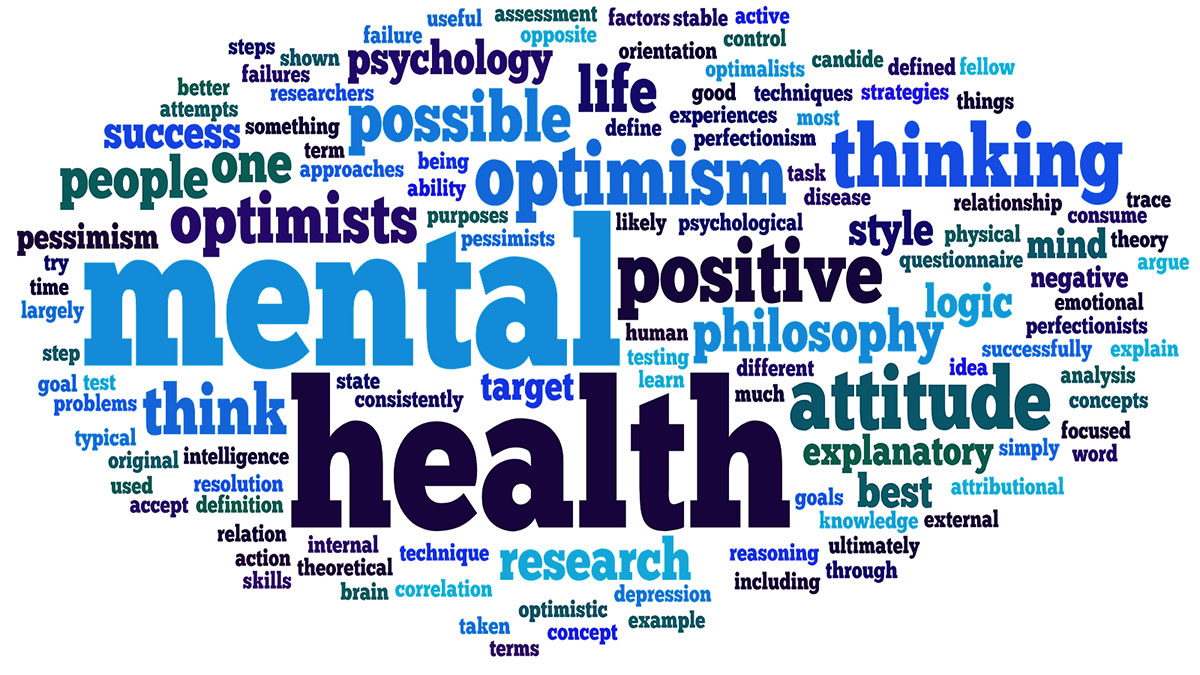 useful assessment factors stable active
failure opposite control
steps shown psychology orientation candide
failures life optimalists defined fellow
better researchers good techniques strategies things
attempts possible experiences most
success something define perfectionism thinking
people one term approaches being optimism task
ability disease relationship trace
optimists purposes likely psychological style consume
pessimism pessimists physical mind theory
try mental positive questionnaire argue
time negative
largely philosophy logic emotional
human perfectionists
step testing different successfully explain
goal test state target learn idea analysis
problems think consistently much attitude concepts
typical focused
original intelligence health explanatory simply word
used resolution best attributional
accept definition goals
relation knowledge external
action internal technique research reasoning ultimately
skills theoretical including through
brain correlation depression
optimistic example
taken concept
terms